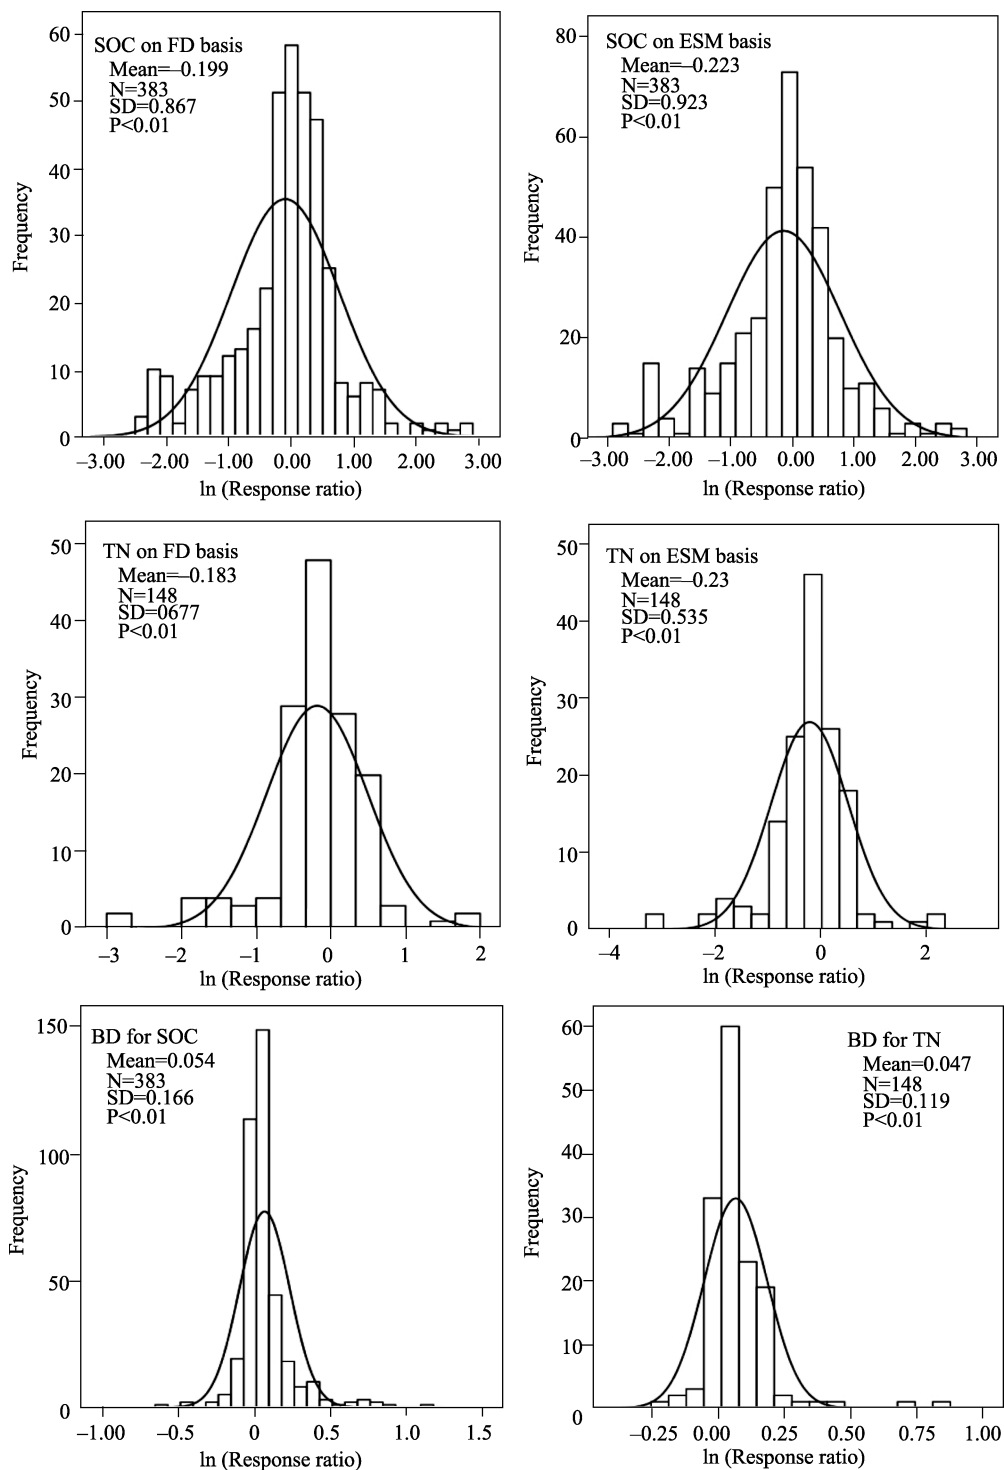 SOC on FD basis
Mean=–0.199
N=383
SD=0.867
P<0.01
60
50
40
30
20
10
0
Frequency
–3.00 –2.00 –1.00 0.00 1.00 2.00 3.00
ln (Response ratio)
SOC on ESM basis
Mean=–0.223
N=383
SD=0.923
P<0.01
80
60
40
20
0
Frequency
–3.00 –2.00 –1.00 0.00 1.00 2.00 3.00
ln (Response ratio)
TN on FD basis
Mean=–0.183
N=148
SD=0677
P<0.01
50
40
30
20
10
0
Frequency
–3 –2 –1 0 1 2
ln (Response ratio)
TN on ESM basis
Mean=–0.23
N=148
SD=0.535
P<0.01
50
40
30
20
10
0
Frequency
–4 –2 0 2
ln (Response ratio)
BD for SOC
Mean=0.054
N=383
SD=0.166
P<0.01
150
100
50
0
Frequency
–1.00 –0.5 0 0.5 1.0 1.5
ln (Response ratio)
BD for TN
Mean=0.047
N=148
SD=0.119
P<0.01
60
50
40
30
20
10
0
Frequency
–0.25 0.00 0.25 0.50 0.75 1.00
ln (Response ratio)